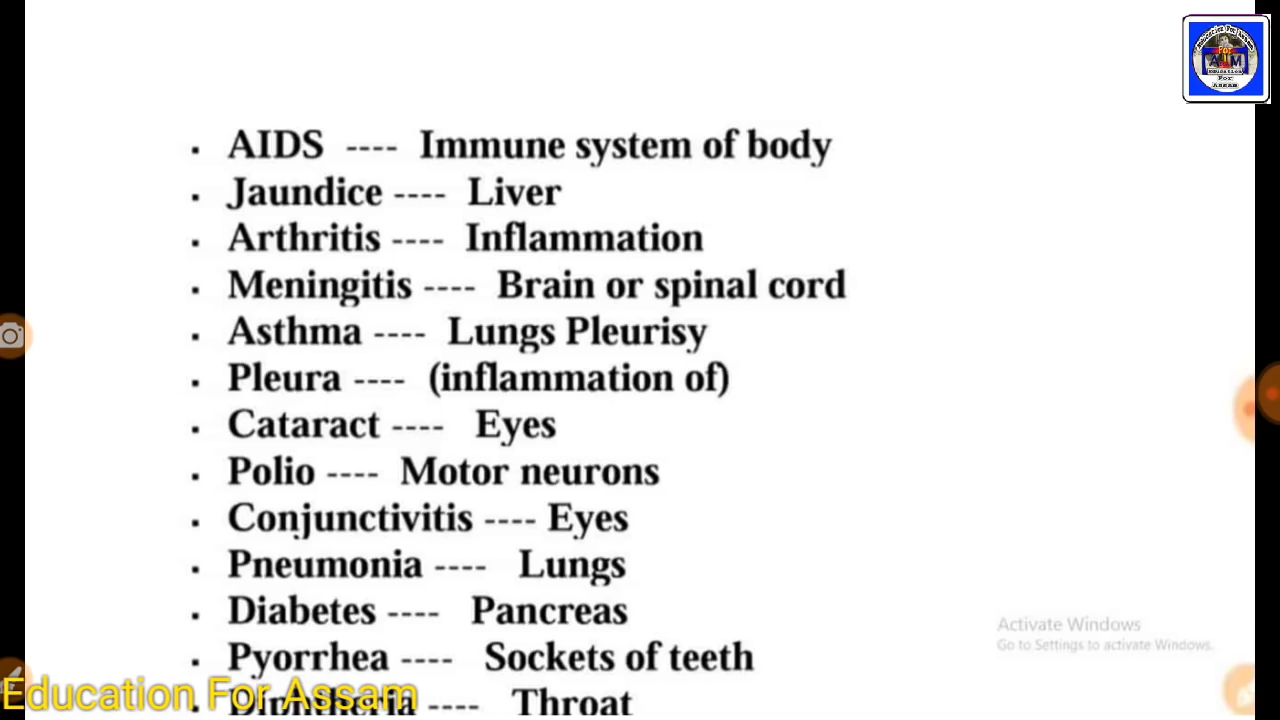 ▪ AIDS ---- Immune system of body
▪ Jaundice ---- Liver
▪ Arthritis ---- Inflammation
▪ Meningitis ---- Brain or spinal cord
▪ Asthma ---- Lungs Pleurisy
▪ Pleura ---- (inflammation of)
▪ Cataract ---- Eyes
▪ Polio ---- Motor neurons
▪ Conjunctivitis ---- Eyes
▪ Pneumonia ---- Lungs
▪ Diabetes ---- Pancreas
▪ Pyorrhea ---- Sockets of teeth
▪ Diphtheria ---- Throat
Education For Assam
Activate Windows
Go to Settings to activate Windows.